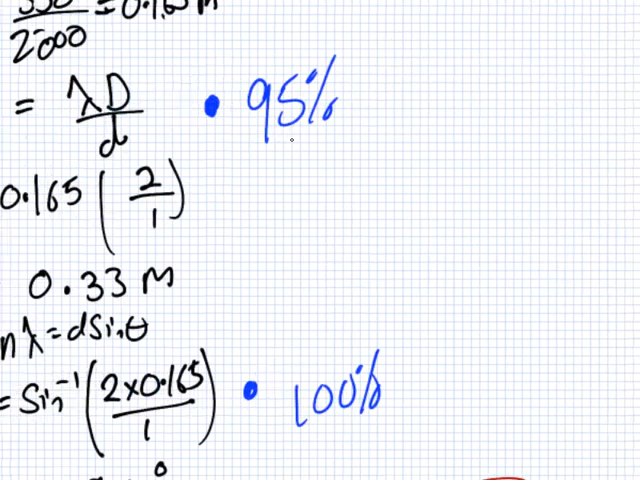 330/2000 = 0.165 M
= λD/d • 95%
0.165 (2/1)
0.33 M
nλ = dSinθ
= Sin⁻¹ (2×0.165/1) • 100%